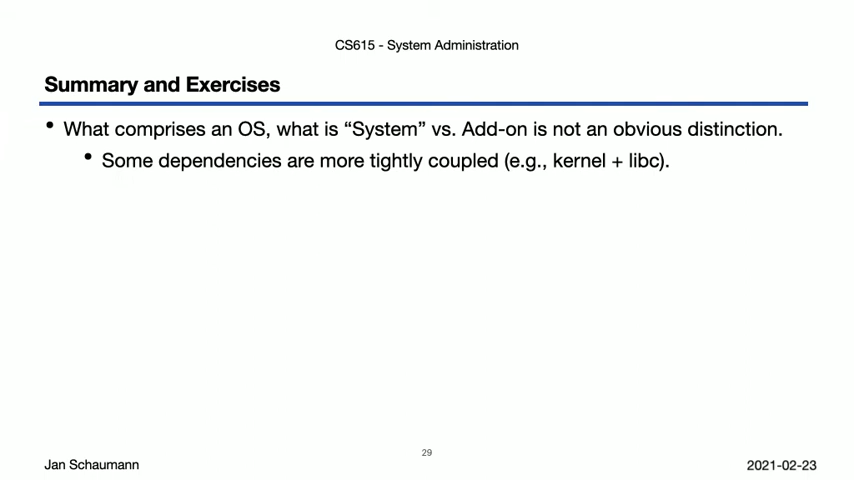 CS615 - System Administration
Summary and Exercises
• What comprises an OS, what is “System” vs. Add-on is not an obvious distinction.
• Some dependencies are more tightly coupled (e.g., kernel + libc).
29
Jan Schaumann
2021-02-23